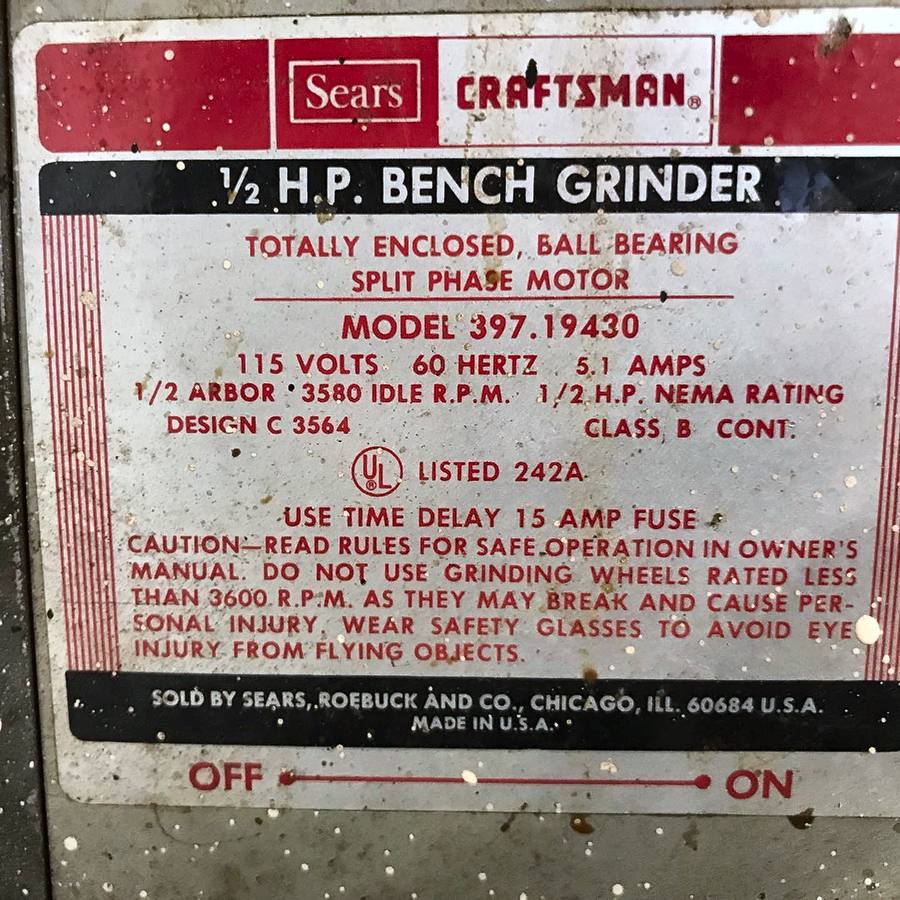 Sears CRAFTSMAN®
½ H.P. BENCH GRINDER
TOTALLY ENCLOSED, BALL BEARING
SPLIT PHASE MOTOR
MODEL 397.19430
115 VOLTS 60 HERTZ 5.1 AMPS
1/2 ARBOR 3580 IDLE R.P.M. 1/2 H.P. NEMA RATING
DESIGN C 3564 CLASS B CONT.
UL® LISTED 242A
USE TIME DELAY 15 AMP FUSE
CAUTION—READ RULES FOR SAFE OPERATION IN OWNER'S
MANUAL. DO NOT USE GRINDING WHEELS RATED LESS
THAN 3600 R.P.M. AS THEY MAY BREAK AND CAUSE PER-
SONAL INJURY. WEAR SAFETY GLASSES TO AVOID EYE
INJURY FROM FLYING OBJECTS.
SOLD BY SEARS, ROEBUCK AND CO., CHICAGO, ILL. 60684 U.S.A.
MADE IN U.S.A.
OFF ON